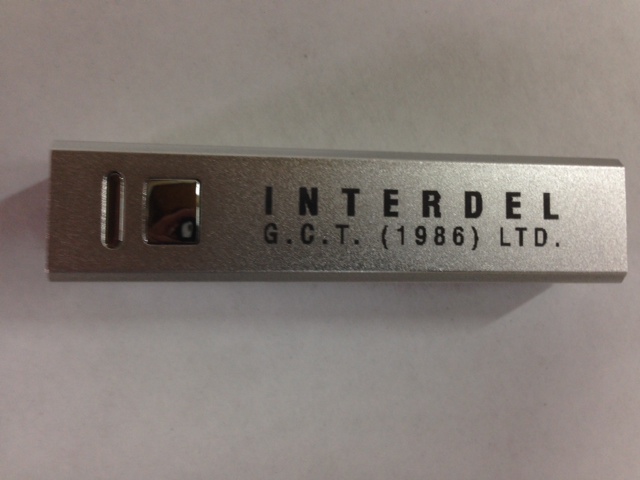 INTERDEL
G.C.T. (1986) LTD.